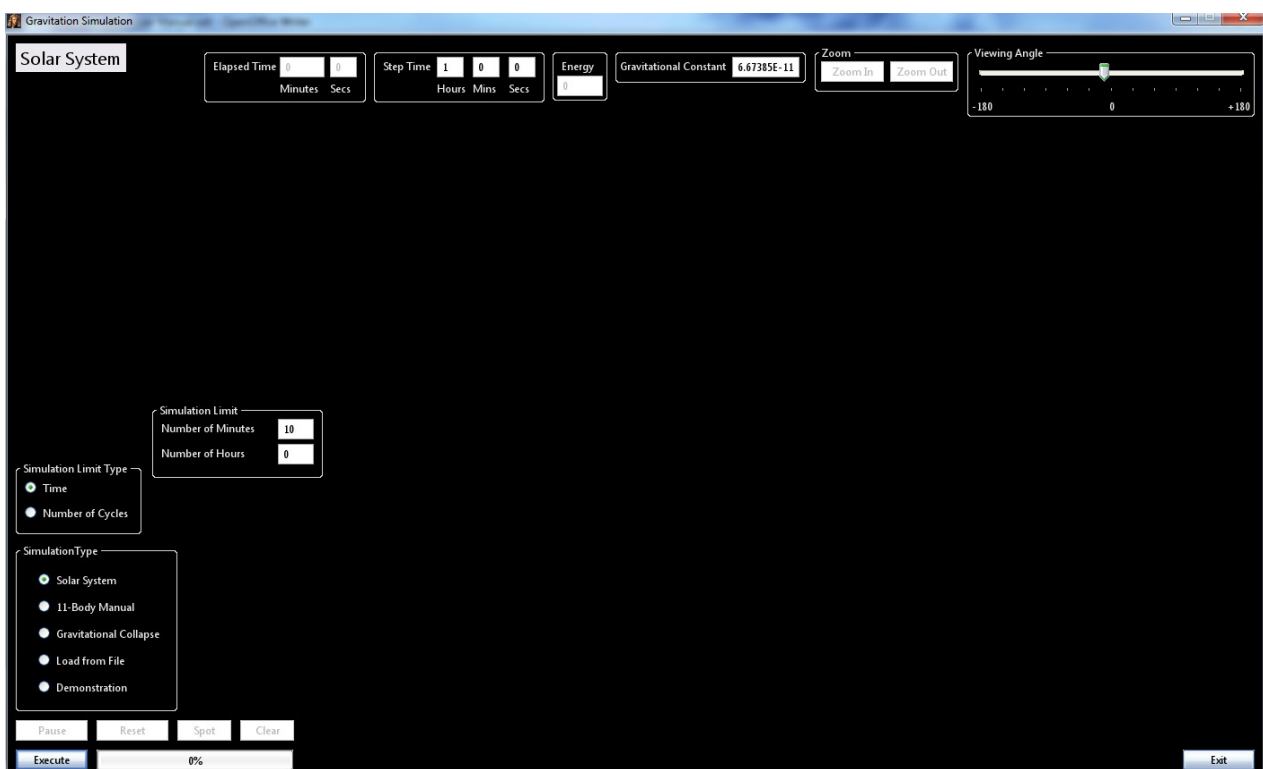 Gravitation Simulation
Solar System
Elapsed Time 0 0
Minutes Secs
Step Time 1 0 0
Hours Mins Secs
Energy
0
Gravitational Constant 6.67385E-11
Zoom
Zoom In Zoom Out
Viewing Angle
-180 0 +180
Simulation Limit
Number of Minutes 10
Number of Hours 0
Simulation Limit Type
Time
Number of Cycles
SimulationType
Solar System
11-Body Manual
Gravitational Collapse
Load from File
Demonstration
Pause Reset Spot Clear
Execute 0% Exit